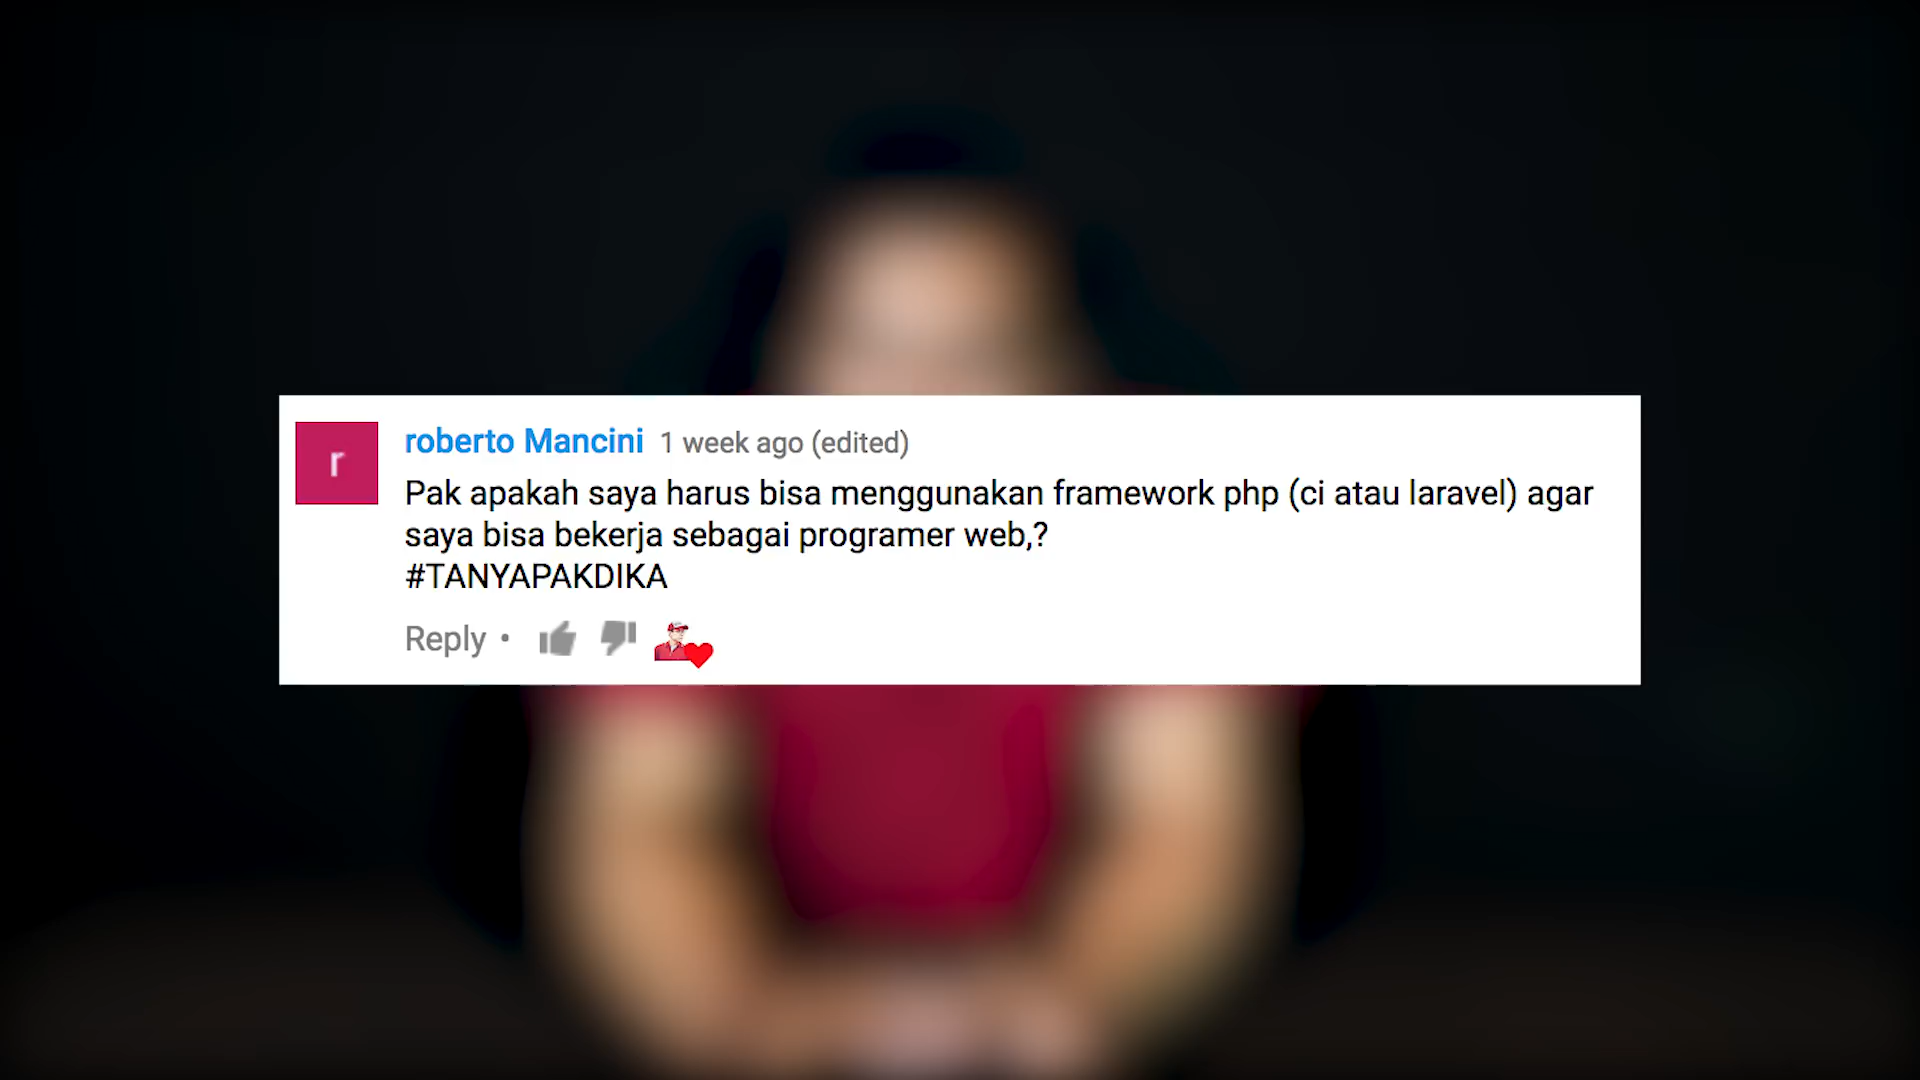 r
roberto Mancini 1 week ago (edited)
Pak apakah saya harus bisa menggunakan framework php (ci atau laravel) agar
saya bisa bekerja sebagai programer web,?
#TANYAPAKDIKA
Reply •